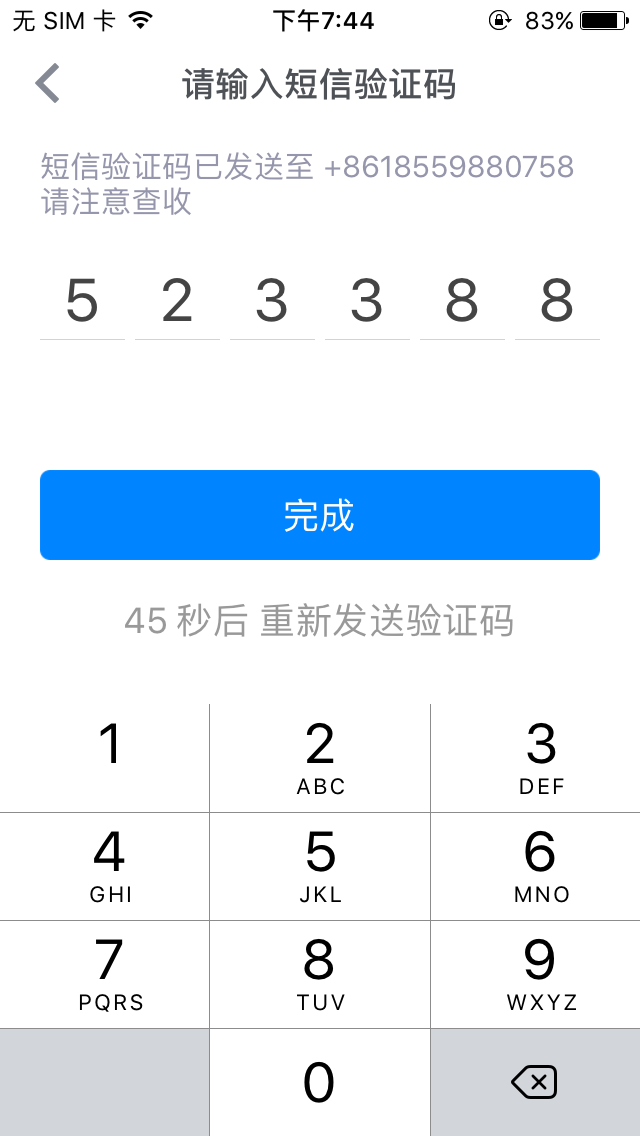 无 SIM 卡 下午7:44 83%
请输入短信验证码
短信验证码已发送至 +8618559880758
请注意查收
5 2 3 3 8 8
完成
45 秒后 重新发送验证码
1 2 3
ABC DEF
4 5 6
GHI JKL MNO
7 8 9
PQRS TUV WXYZ
0